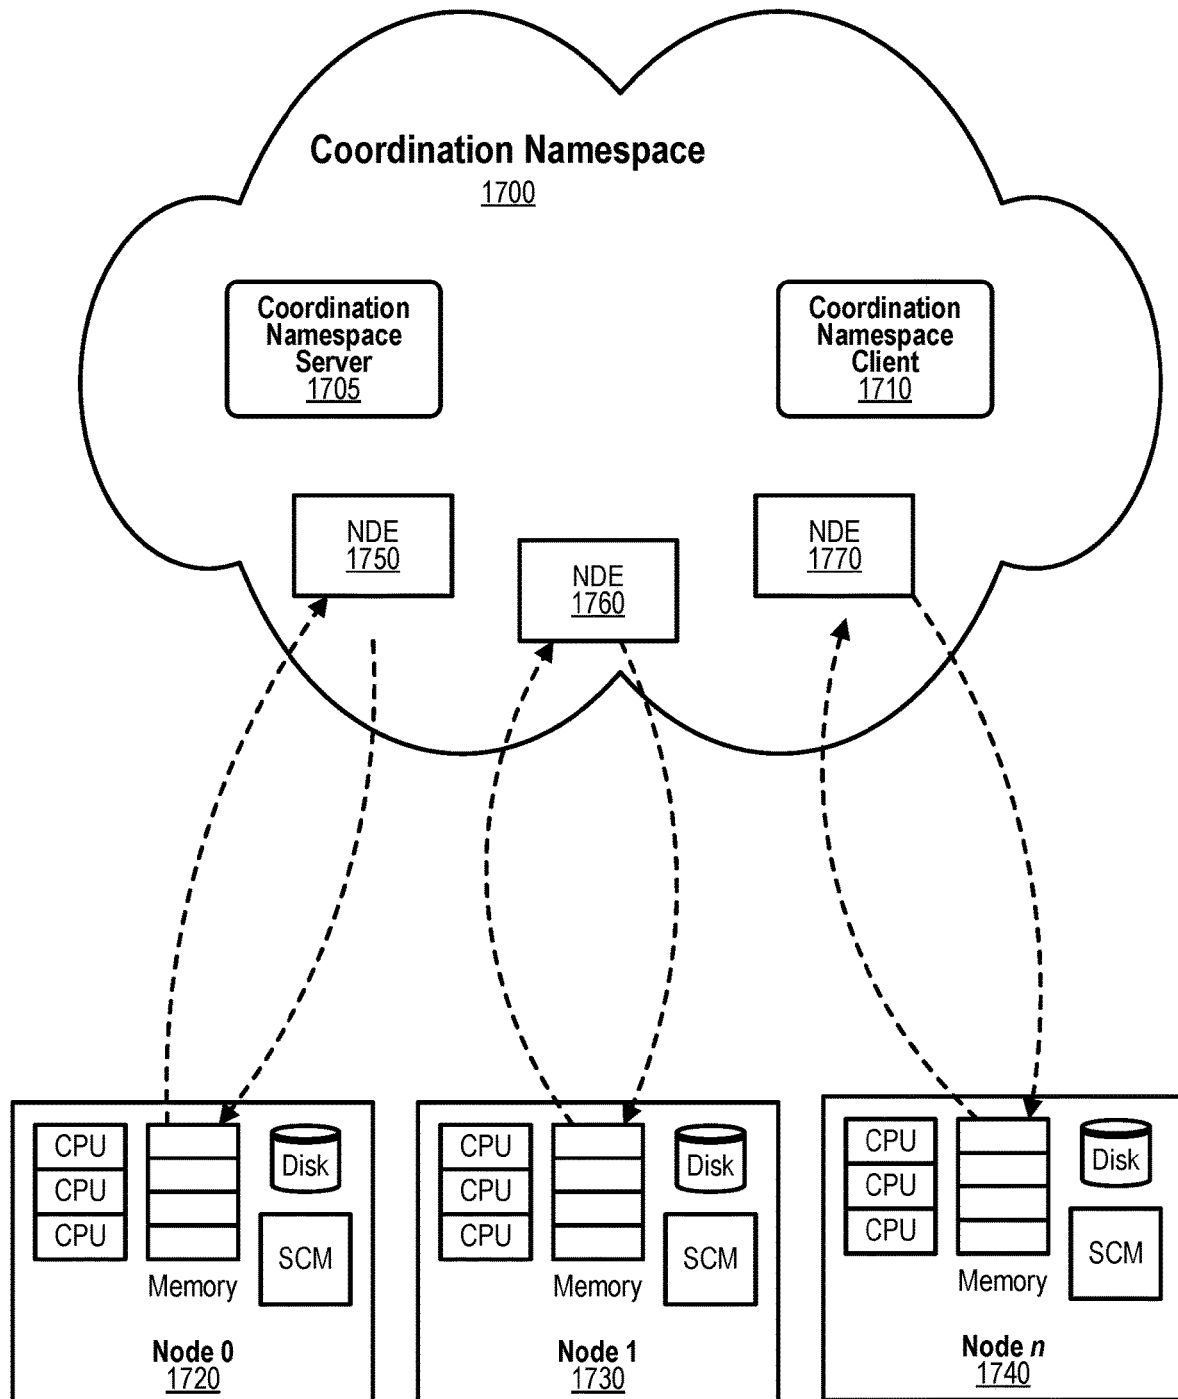 Coordination Namespace
1700
Coordination
Namespace
Server
1705
Coordination
Namespace
Client
1710
NDE
1750
NDE
1760
NDE
1770
CPU
CPU
CPU
Memory
Disk
SCM
Node 0
1720
CPU
CPU
CPU
Memory
Disk
SCM
Node 1
1730
CPU
CPU
CPU
Memory
Disk
SCM
Node n
1740